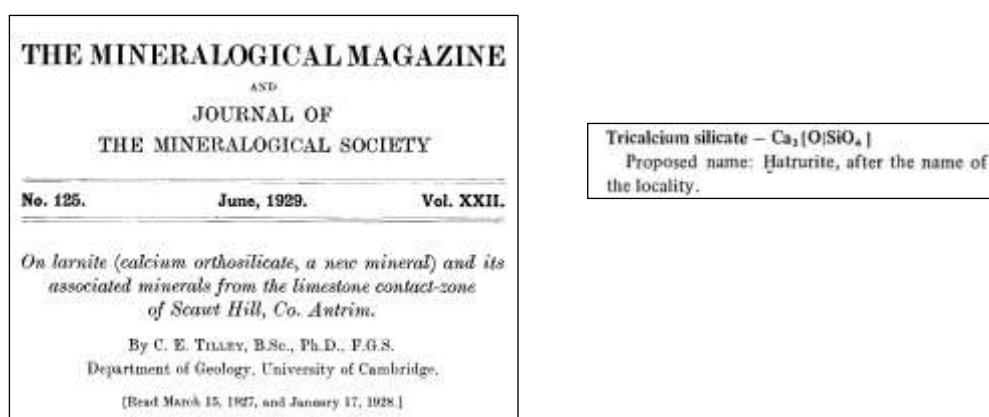 THE MINERALOGICAL MAGAZINE
AND
JOURNAL OF
THE MINERALOGICAL SOCIETY
No. 125. June, 1929. Vol. XXII.
On larnite (calcium orthosilicate, a new mineral) and its
associated minerals from the limestone contact-zone
of Scawt Hill, Co. Antrim.
By C. E. TILLEY, B.Sc., Ph.D., F.G.S.
Department of Geology, University of Cambridge.
[Read March 15, 1927, and January 17, 1928.]
Tricalcium silicate – Ca₃[O|SiO₄]
Proposed name: Ḥatrurite, after the name of
the locality.